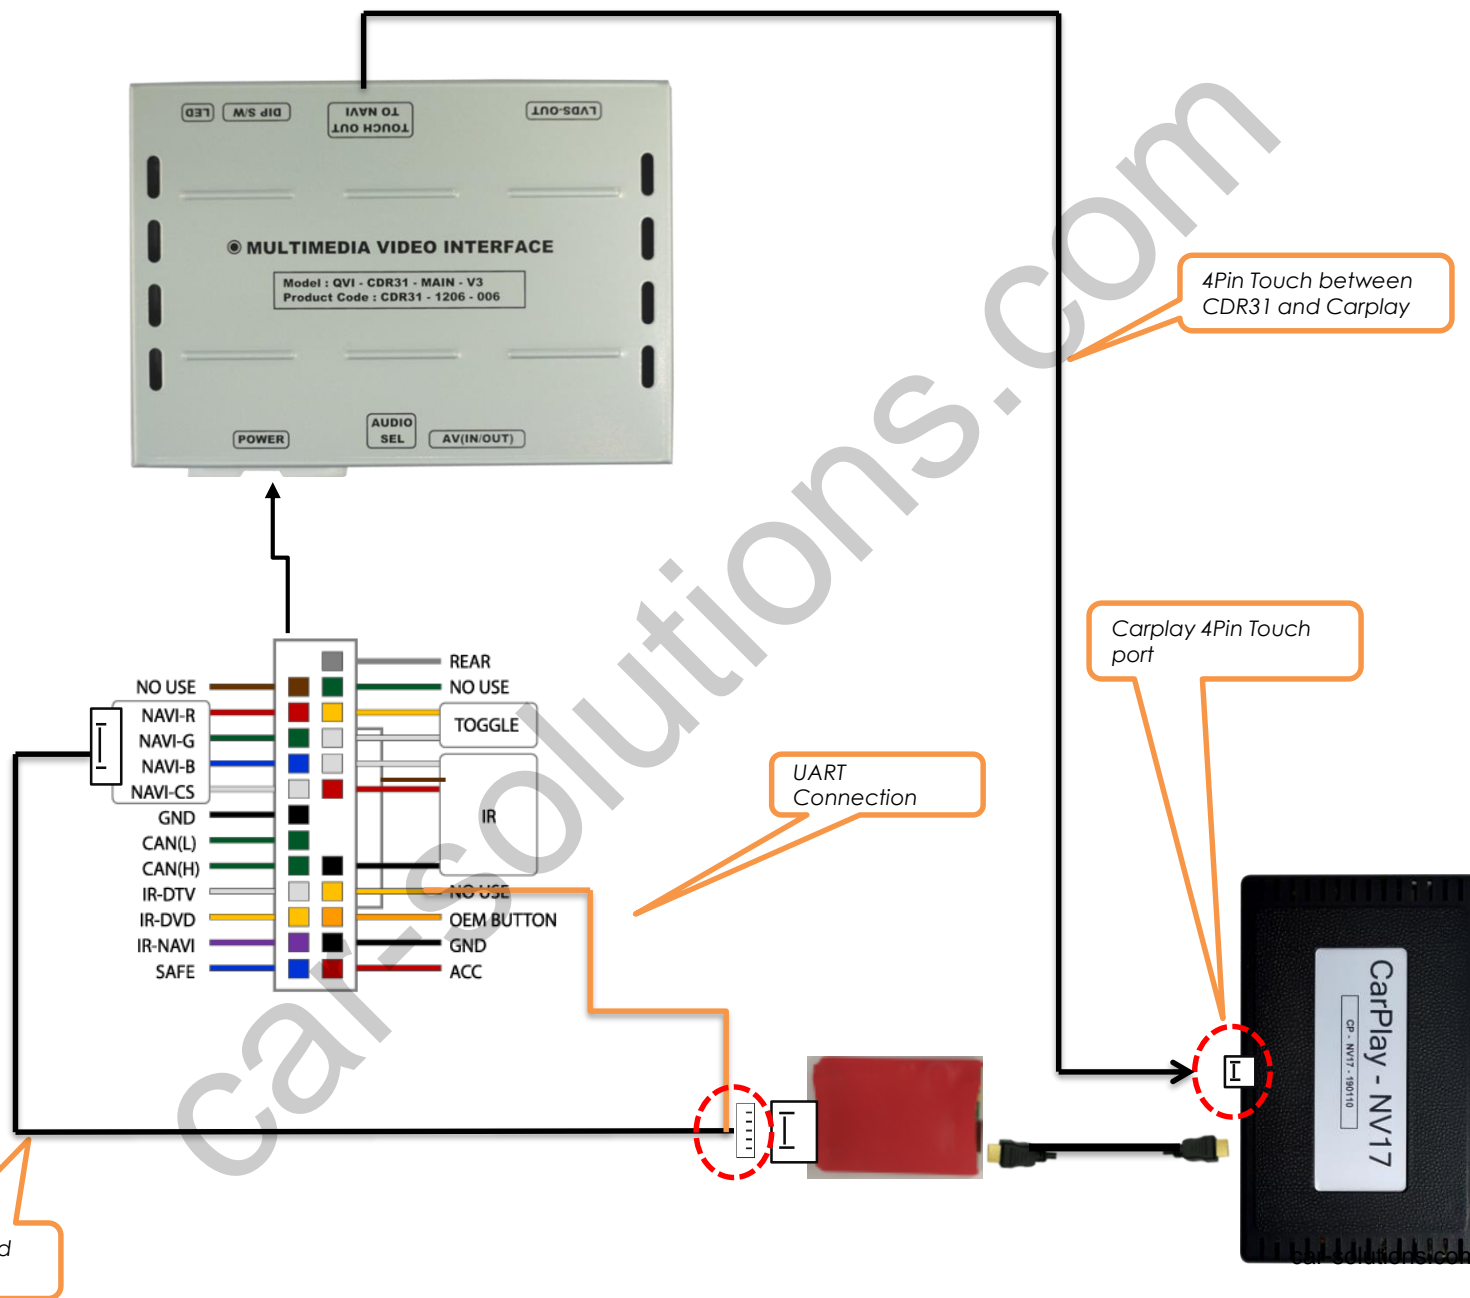 LED
DIP S/W
TOUCH OUT
TO NAVI
LVDS-OUT
MULTIMEDIA VIDEO INTERFACE
Model : QVI - CDR31 - MAIN - V3
Product Code : CDR31 - 1206 - 006
POWER
AUDIO
SEL
AV(IN/OUT)
4Pin Touch between
CDR31 and Carplay
Carplay 4Pin Touch
port
UART
Connection
REAR
NO USE
NO USE
NAVI-R
TOGGLE
NAVI-G
NAVI-B
NAVI-CS
GND
IR
CAN(L)
CAN(H)
IR-DTV
NO USE
IR-DVD
OEM BUTTON
IR-NAVI
GND
SAFE
ACC
CarPlay - NV17
CP - NV17 - 190110
car-solutions.com
car-solutions.com